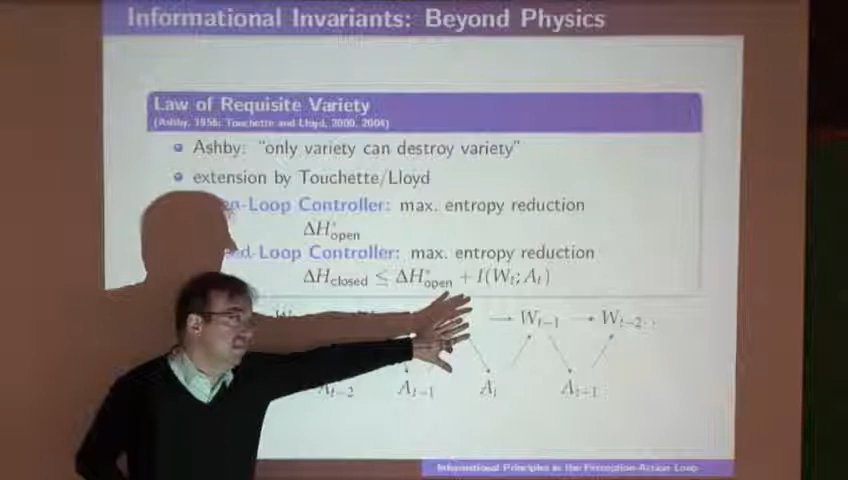 Informational Invariants: Beyond Physics
Law of Requisite Variety
(Ashby, 1956; Touchette and Lloyd, 2000, 2004)
Ashby: "only variety can destroy variety"
extension by Touchette/Lloyd
-Loop Controller: max. entropy reduction
ΔH*open
ed-Loop Controller: max. entropy reduction
ΔHclosed ≤ ΔH*open + I(Wt; At)
→ Wt−1 → Wt−2 ···
At−2 At−1 At At+1
Informational Principles in the Perception-Action Loop